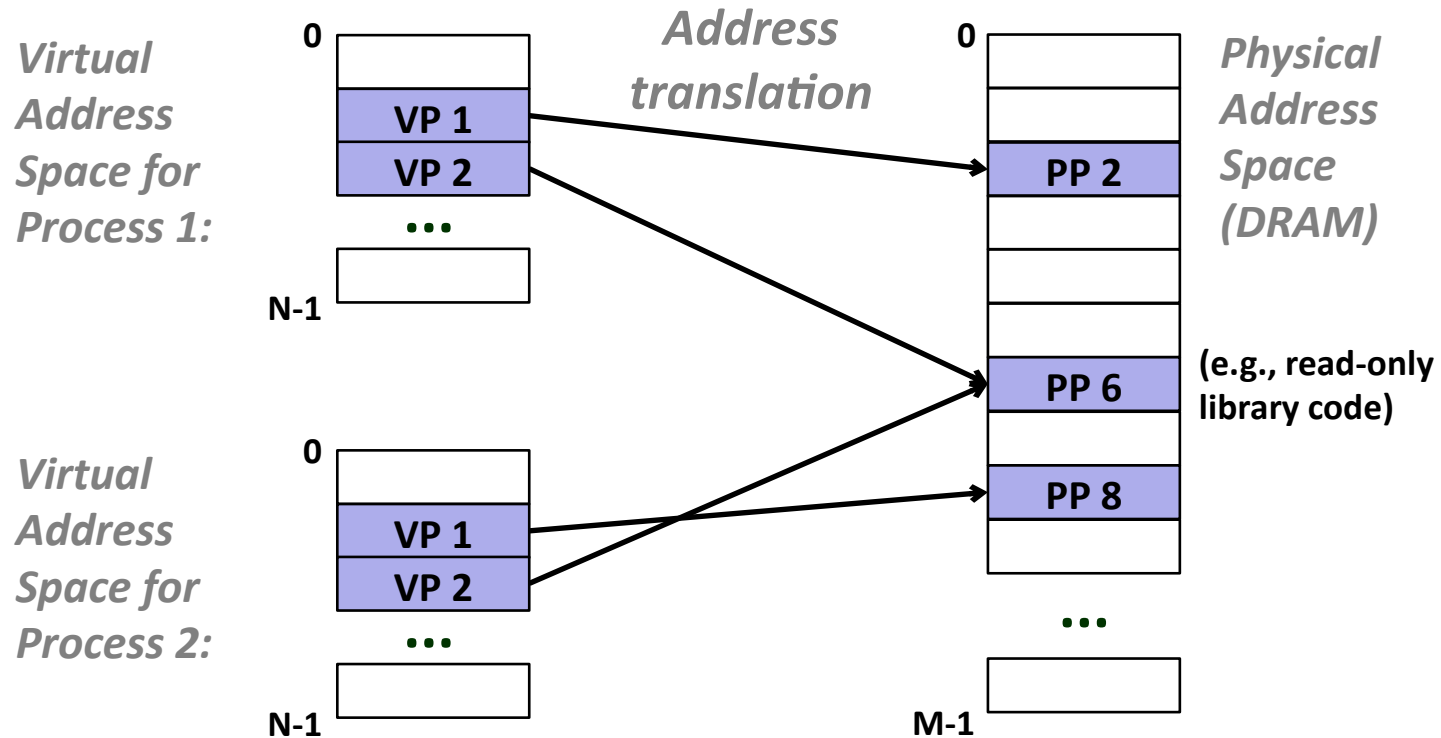 Virtual
Address
Space for
Process 1:
0
VP 1
VP 2
...
N-1
Address
translation
0
PP 2
PP 6
PP 8
...
M-1
Physical
Address
Space
(DRAM)
(e.g., read-only
library code)
Virtual
Address
Space for
Process 2:
0
VP 1
VP 2
...
N-1